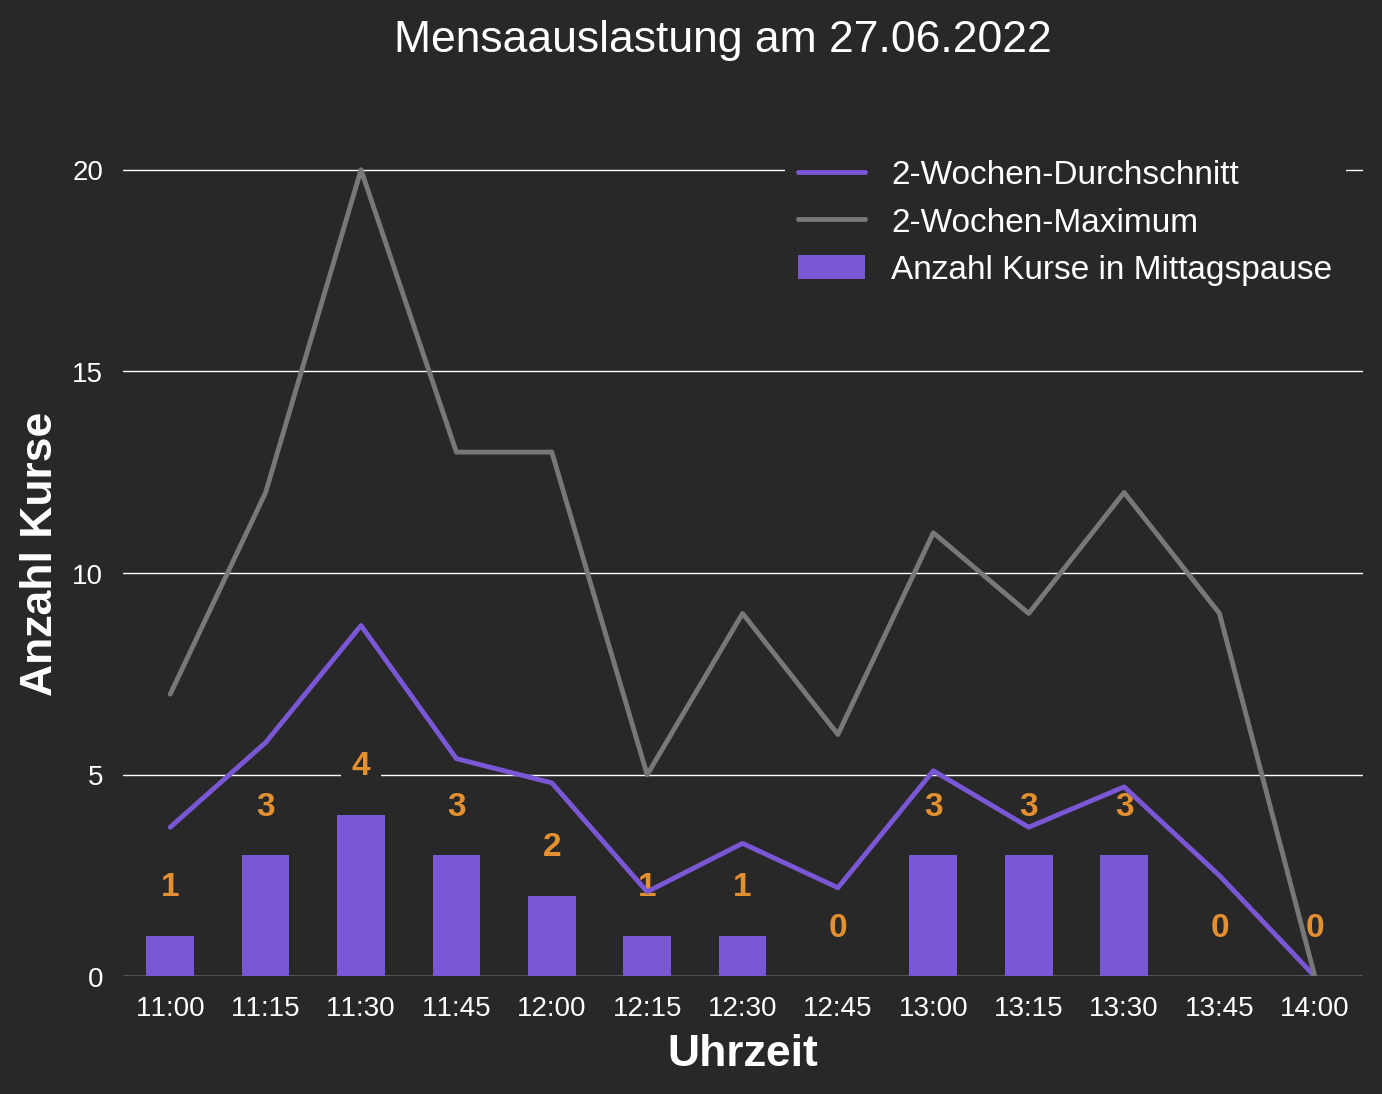 Mensaauslastung am 27.06.2022
2-Wochen-Durchschnitt
2-Wochen-Maximum
Anzahl Kurse in Mittagspause
Anzahl Kurse
20
15
10
5
0
1
3
4
3
2
1
1
0
3
3
3
0
0
11:00 11:15 11:30 11:45 12:00 12:15 12:30 12:45 13:00 13:15 13:30 13:45 14:00
Uhrzeit